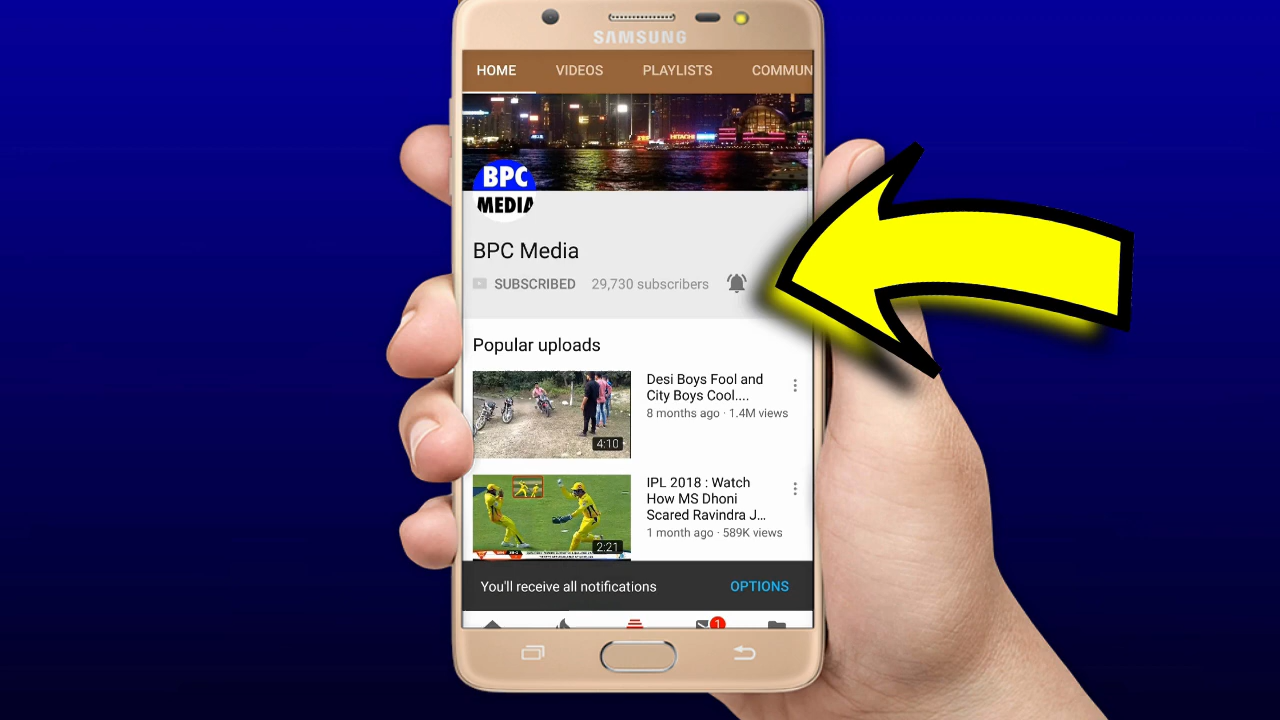 SAMSUNG
HOME VIDEOS PLAYLISTS COMMUN
HITACHI
BPC
MEDIA
BPC Media
SUBSCRIBED 29,730 subscribers
Popular uploads
Desi Boys Fool and
City Boys Cool....
8 months ago · 1.4M views
4:10
IPL 2018 : Watch
How MS Dhoni
Scared Ravindra J...
1 month ago · 589K views
2:21
You'll receive all notifications OPTIONS
1